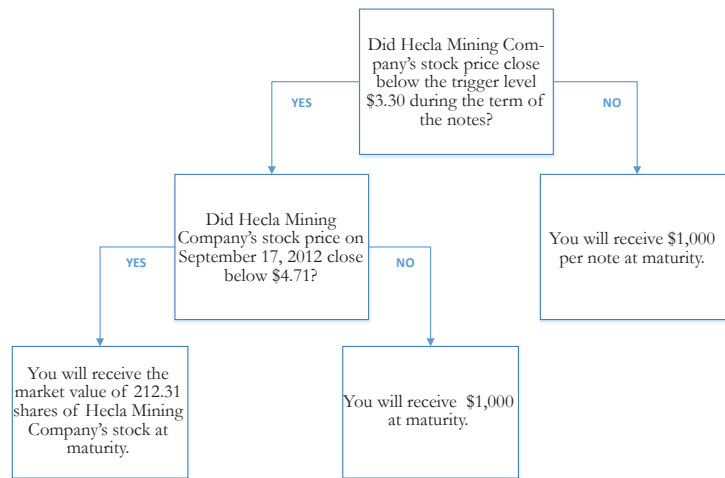 Did Hecla Mining Com-
pany's stock price close
below the trigger level
$3.30 during the term of
the notes?
YES
NO
Did Hecla Mining
Company's stock price on
September 17, 2012 close
below $4.71?
You will receive $1,000
per note at maturity.
YES
NO
You will receive the
market value of 212.31
shares of Hecla Mining
Company's stock at
maturity.
You will receive $1,000
at maturity.